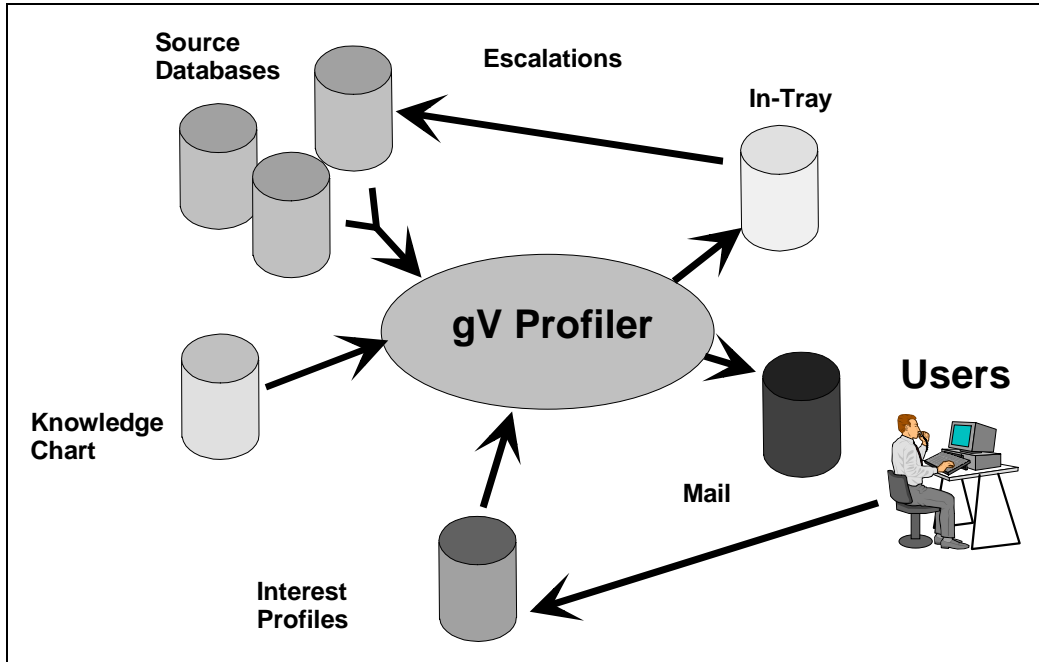 Source
Databases
Escalations
In-Tray
gV Profiler
Users
Knowledge
Chart
Mail
Interest
Profiles